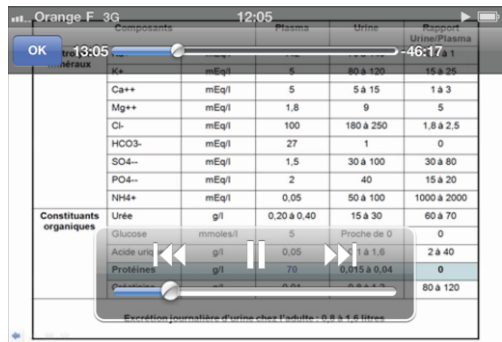 Orange F 3G 12:05
Composants Plasma Urine Rapport Urine/Plasma
OK 13:05 -46:17
minéraux
K+ mEq/l 5 80 à 120 15 à 25
Ca++ mEq/l 5 5 à 15 1 à 3
Mg++ mEq/l 1,8 9 5
Cl- mEq/l 100 180 à 250 1,8 à 2,5
HCO3- mEq/l 27 1 0
SO4-- mEq/l 1,5 30 à 100 30 à 80
PO4-- mEq/l 2 40 15 à 20
NH4+ mEq/l 0,05 50 à 100 1000 à 2000
Constituants organiques Urée g/l 0,20 à 0,40 15 à 30 60 à 70
Glucose mmoles/l 5 Proche de 0 0
Acide g/l 0,05 à 1,6 2 à 40
Protéines g/l 70 0,015 à 0,04 0
80 à 120
Excrétion journalière d'urine chez l'adulte : 0,8 à 1,6 litres